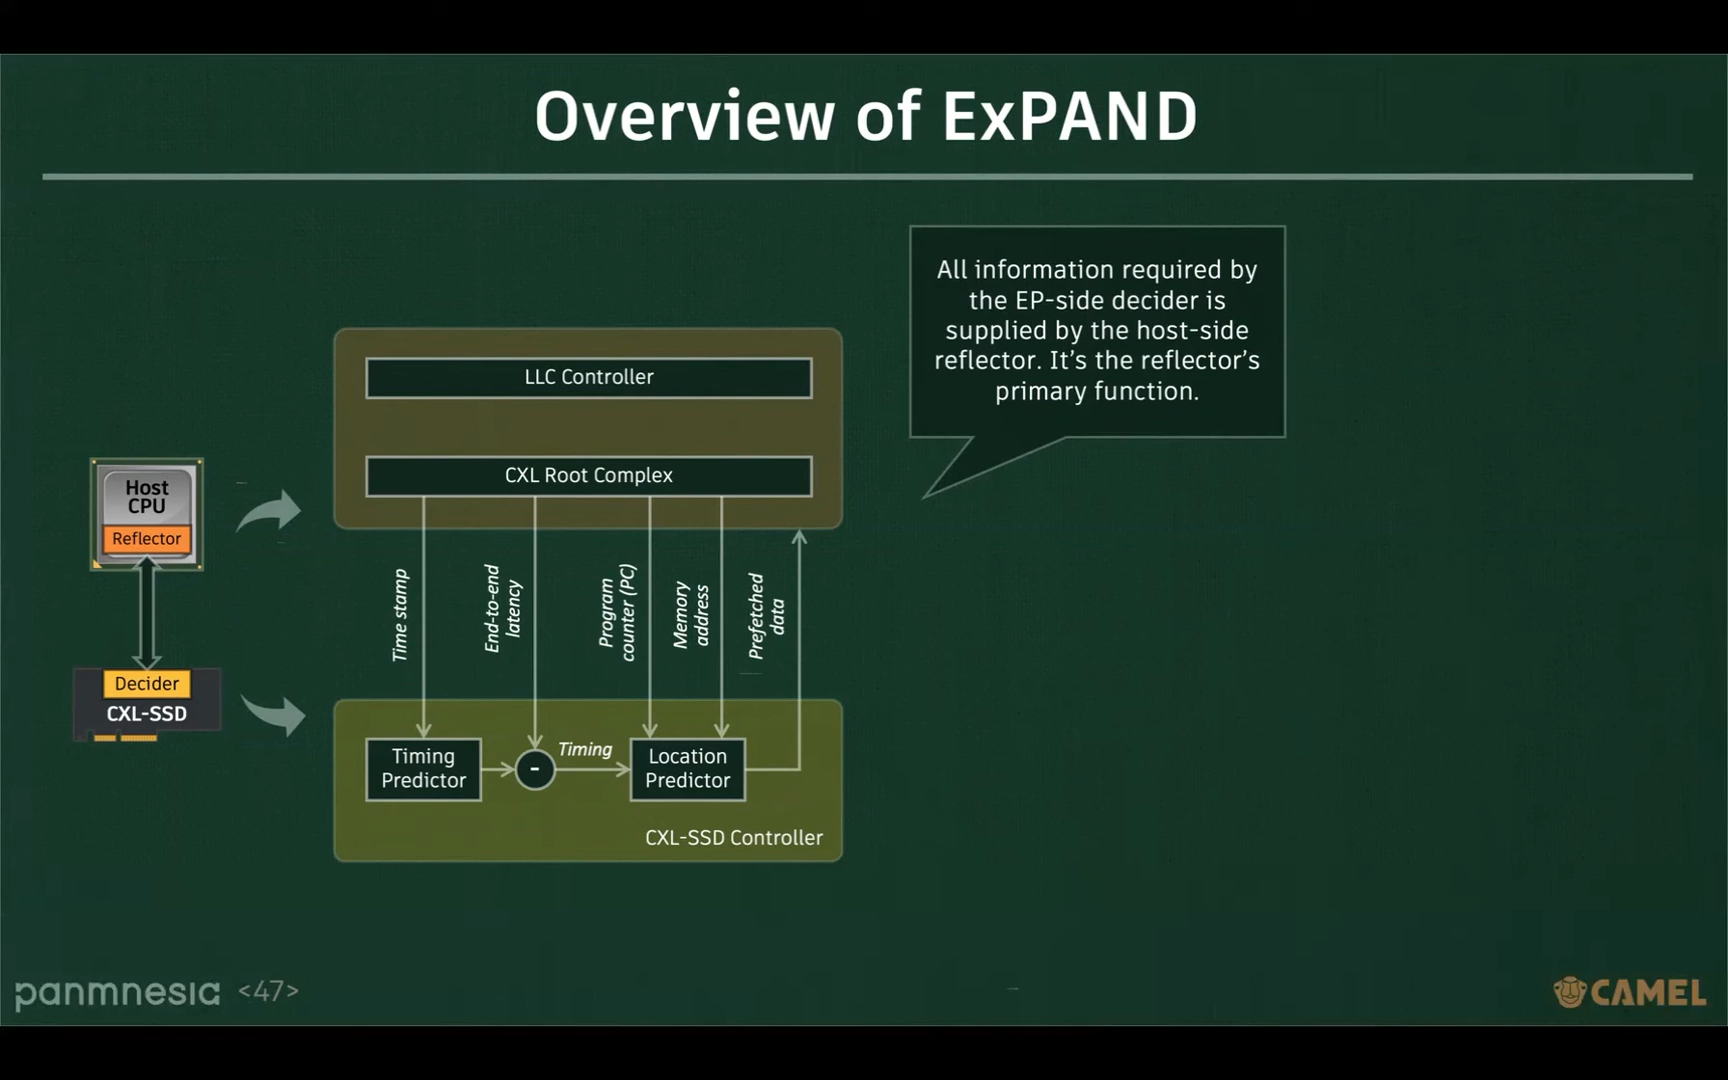 Overview of ExPAND
All information required by
the EP-side decider is
supplied by the host-side
reflector. It's the reflector's
primary function.
LLC Controller
CXL Root Complex
Host
CPU
Reflector
Decider
CXL-SSD
Time stamp
End-to-end
latency
Program
counter (PC)
Memory
address
Prefetched
data
Timing
Predictor
-
Timing
Location
Predictor
CXL-SSD Controller
panmnesia <47>
CAMEL